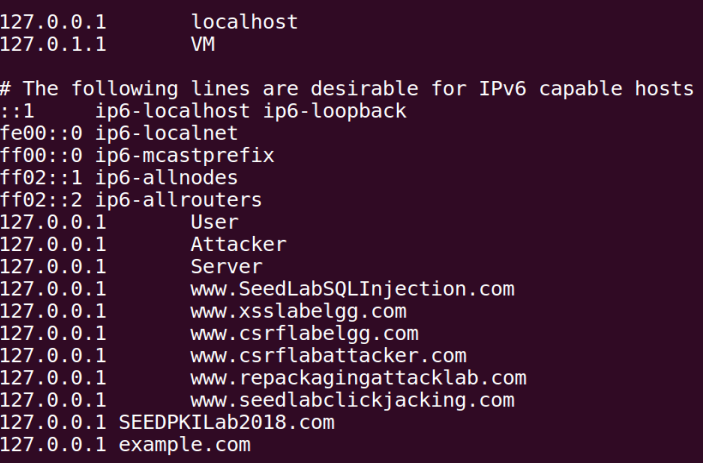 127.0.0.1       localhost
127.0.1.1       VM
# The following lines are desirable for IPv6 capable hosts
::1     ip6-localhost ip6-loopback
fe00::0 ip6-localnet
ff00::0 ip6-mcastprefix
ff02::1 ip6-allnodes
ff02::2 ip6-allrouters
127.0.0.1       User
127.0.0.1       Attacker
127.0.0.1       Server
127.0.0.1       www.SeedLabSQLInjection.com
127.0.0.1       www.xsslabelgg.com
127.0.0.1       www.csrflabelgg.com
127.0.0.1       www.csrflabattacker.com
127.0.0.1       www.repackagingattacklab.com
127.0.0.1       www.seedlabclickjacking.com
127.0.0.1 SEEDPKILab2018.com
127.0.0.1 example.com